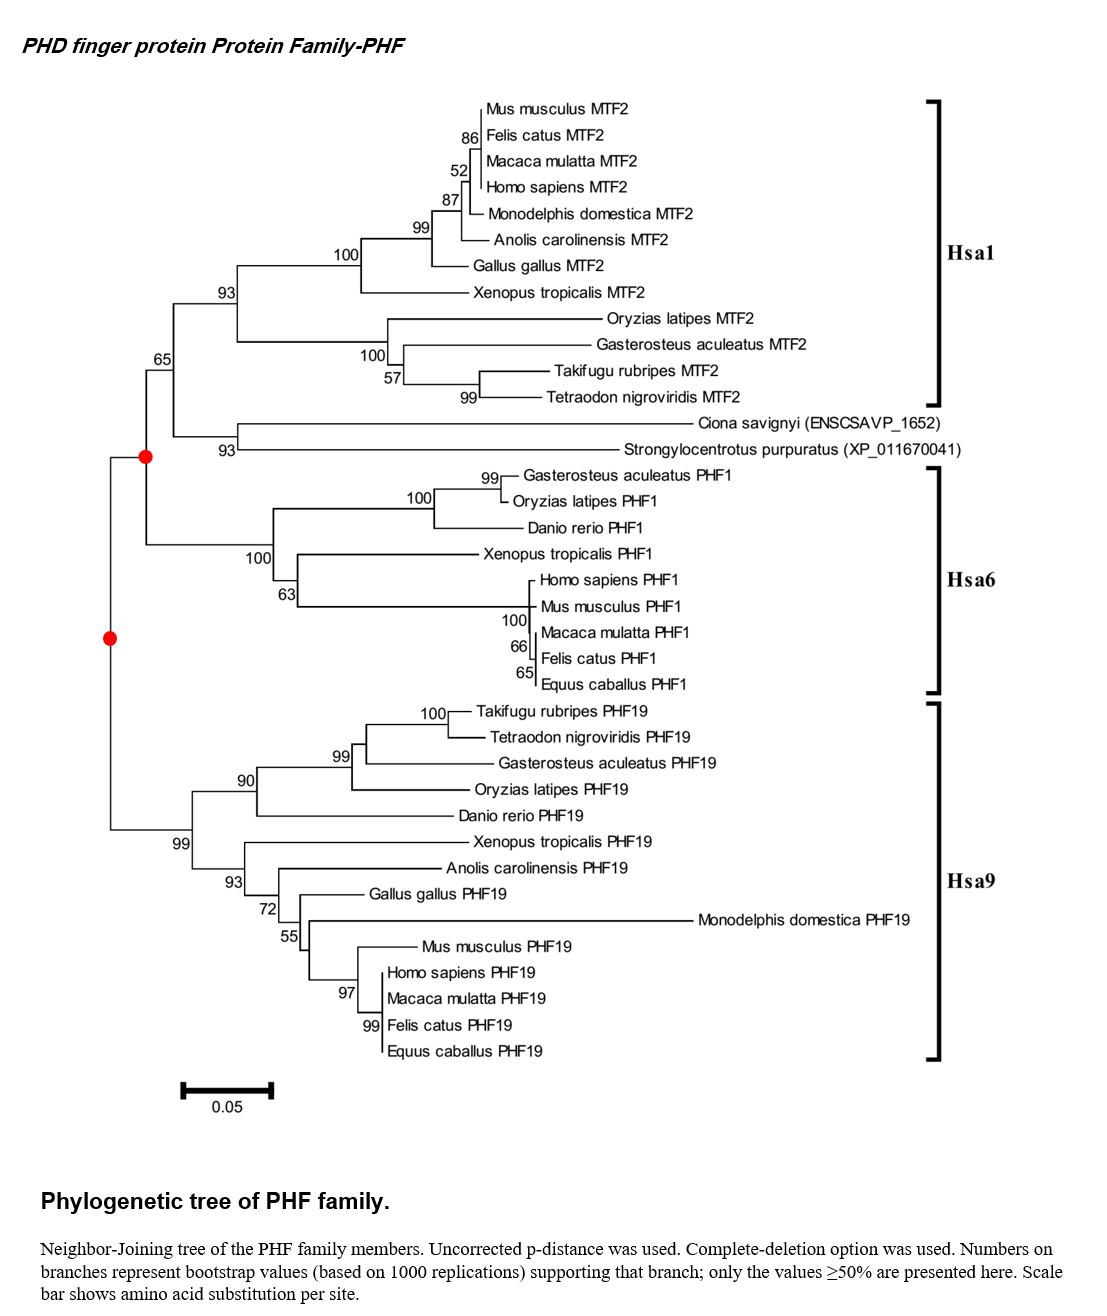 PHD finger protein Protein Family-PHF
Mus musculus MTF2
86
Felis catus MTF2
Macaca mulatta MTF2
52
Homo sapiens MTF2
87
Monodelphis domestica MTF2
99
Anolis carolinensis MTF2
Hsa1
100
Gallus gallus MTF2
93
Xenopus tropicalis MTF2
Oryzias latipes MTF2
Gasterosteus aculeatus MTF2
100
65
Takifugu rubripes MTF2
57
Tetraodon nigroviridis MTF2
99
Ciona savignyi (ENSCSAVP_1652)
93
Strongylocentrotus purpuratus (XP_011670041)
99
Gasterosteus aculeatus PHF1
100
Oryzias latipes PHF1
Danio rerio PHF1
100
Xenopus tropicalis PHF1
Homo sapiens PHF1
Hsa6
63
Mus musculus PHF1
100
Macaca mulatta PHF1
66
Felis catus PHF1
65
Equus caballus PHF1
100
Takifugu rubripes PHF19
Tetraodon nigroviridis PHF19
99
Gasterosteus aculeatus PHF19
90
Oryzias latipes PHF19
Danio rerio PHF19
99
Xenopus tropicalis PHF19
Anolis carolinensis PHF19
93
Hsa9
Gallus gallus PHF19
72
Monodelphis domestica PHF19
55
Mus musculus PHF19
Homo sapiens PHF19
97
Macaca mulatta PHF19
99
Felis catus PHF19
Equus caballus PHF19
0.05
Phylogenetic tree of PHF family.
Neighbor-Joining tree of the PHF family members. Uncorrected p-distance was used. Complete-deletion option was used. Numbers on
branches represent bootstrap values (based on 1000 replications) supporting that branch; only the values ≥50% are presented here. Scale
bar shows amino acid substitution per site.